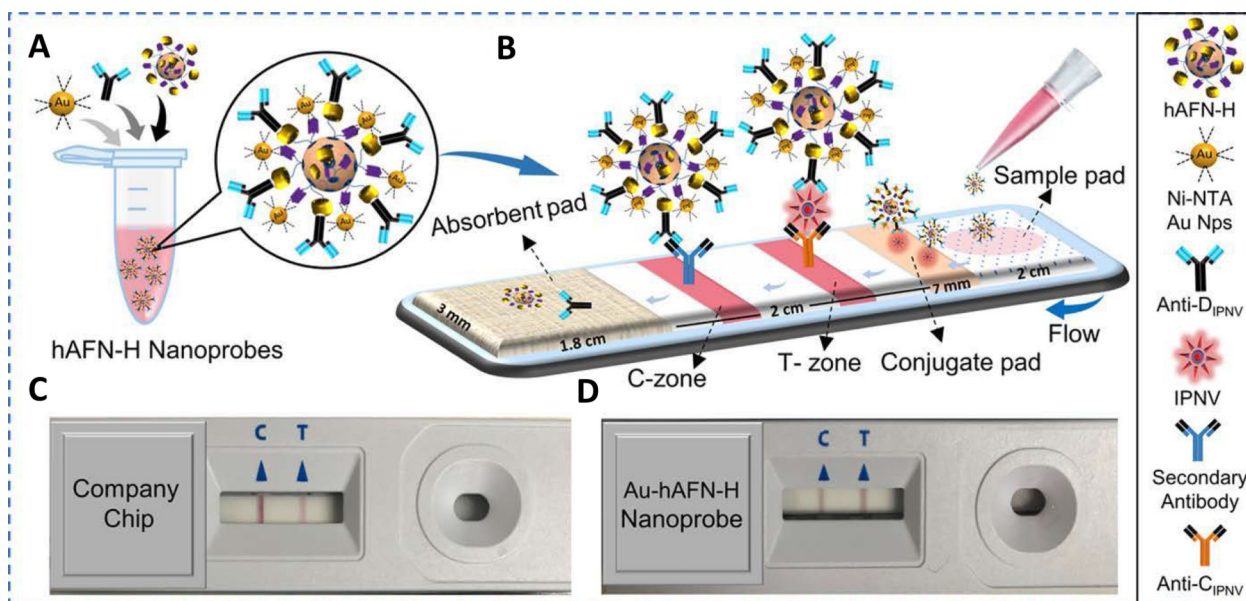 A
Au
hAFN-H Nanoprobes
B
Absorbent pad
Sample pad
3 mm
1.8 cm
2 cm
7 mm
2 cm
Flow
C-zone
T- zone
Conjugate pad
C
C T
Company
Chip
D
C T
Au-hAFN-H
Nanoprobe
hAFN-H
Au
Ni-NTA
Au Nps
Anti-DIPNV
IPNV
Secondary
Antibody
Anti-CIPNV